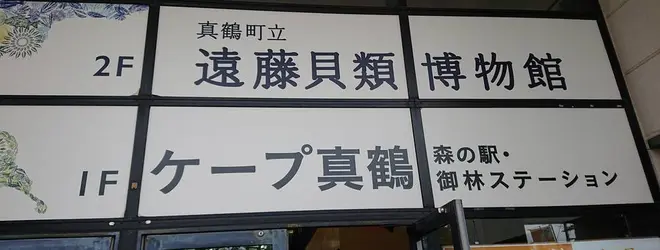 真鶴町立
2F 遠藤貝類博物館
1F ケープ真鶴 森の駅・
御林ステーション